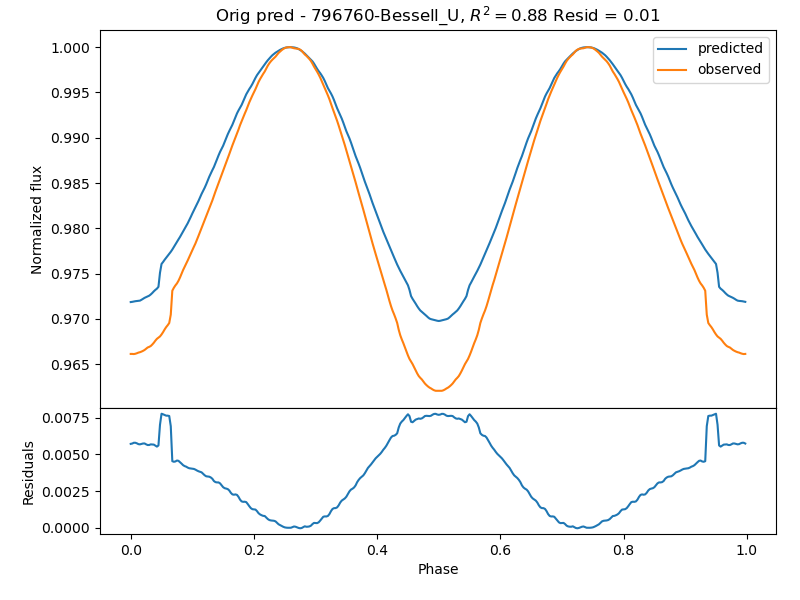 Orig pred - 796760-Bessell_U, R² = 0.88 Resid = 0.01
predicted
observed
Normalized flux
1.000
0.995
0.990
0.985
0.980
0.975
0.970
0.965
Residuals
0.0075
0.0050
0.0025
0.0000
0.0 0.2 0.4 0.6 0.8 1.0
Phase